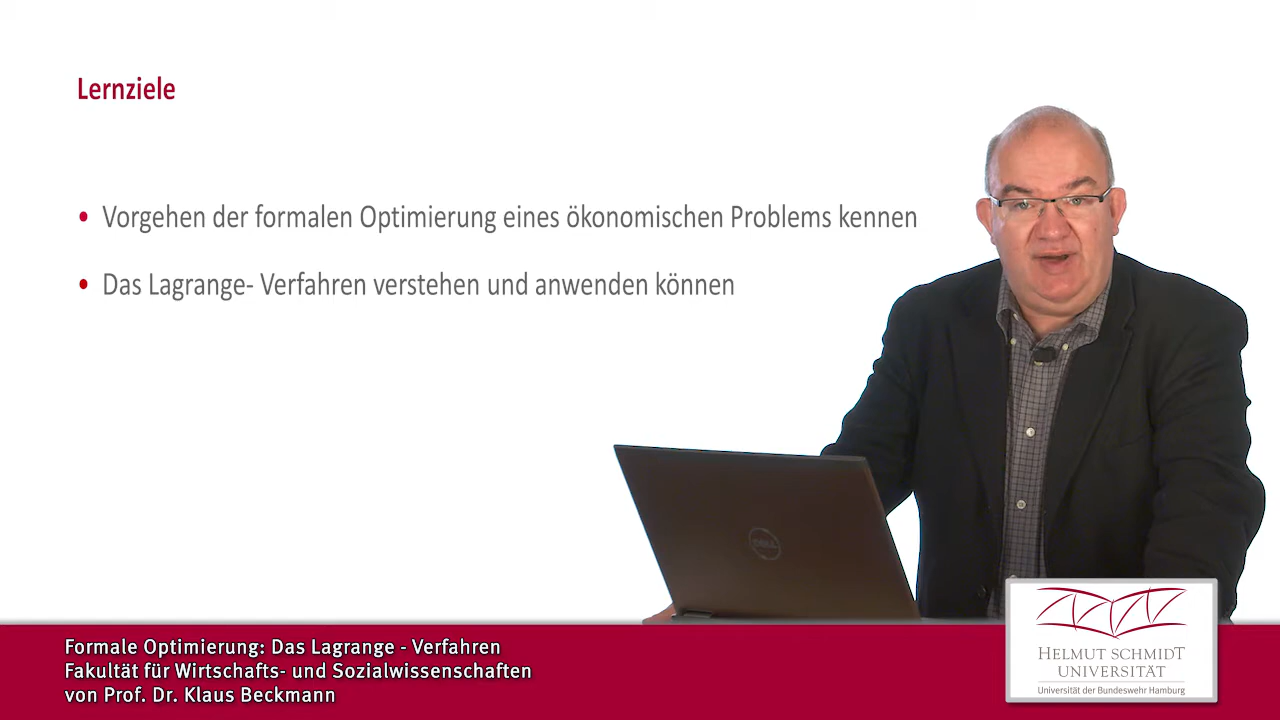 Lernziele
• Vorgehen der formalen Optimierung eines ökonomischen Problems kennen
• Das Lagrange- Verfahren verstehen und anwenden können
DELL
Formale Optimierung: Das Lagrange - Verfahren
Fakultät für Wirtschafts- und Sozialwissenschaften
von Prof. Dr. Klaus Beckmann
HELMUT SCHMIDT
UNIVERSITÄT
Universität der Bundeswehr Hamburg